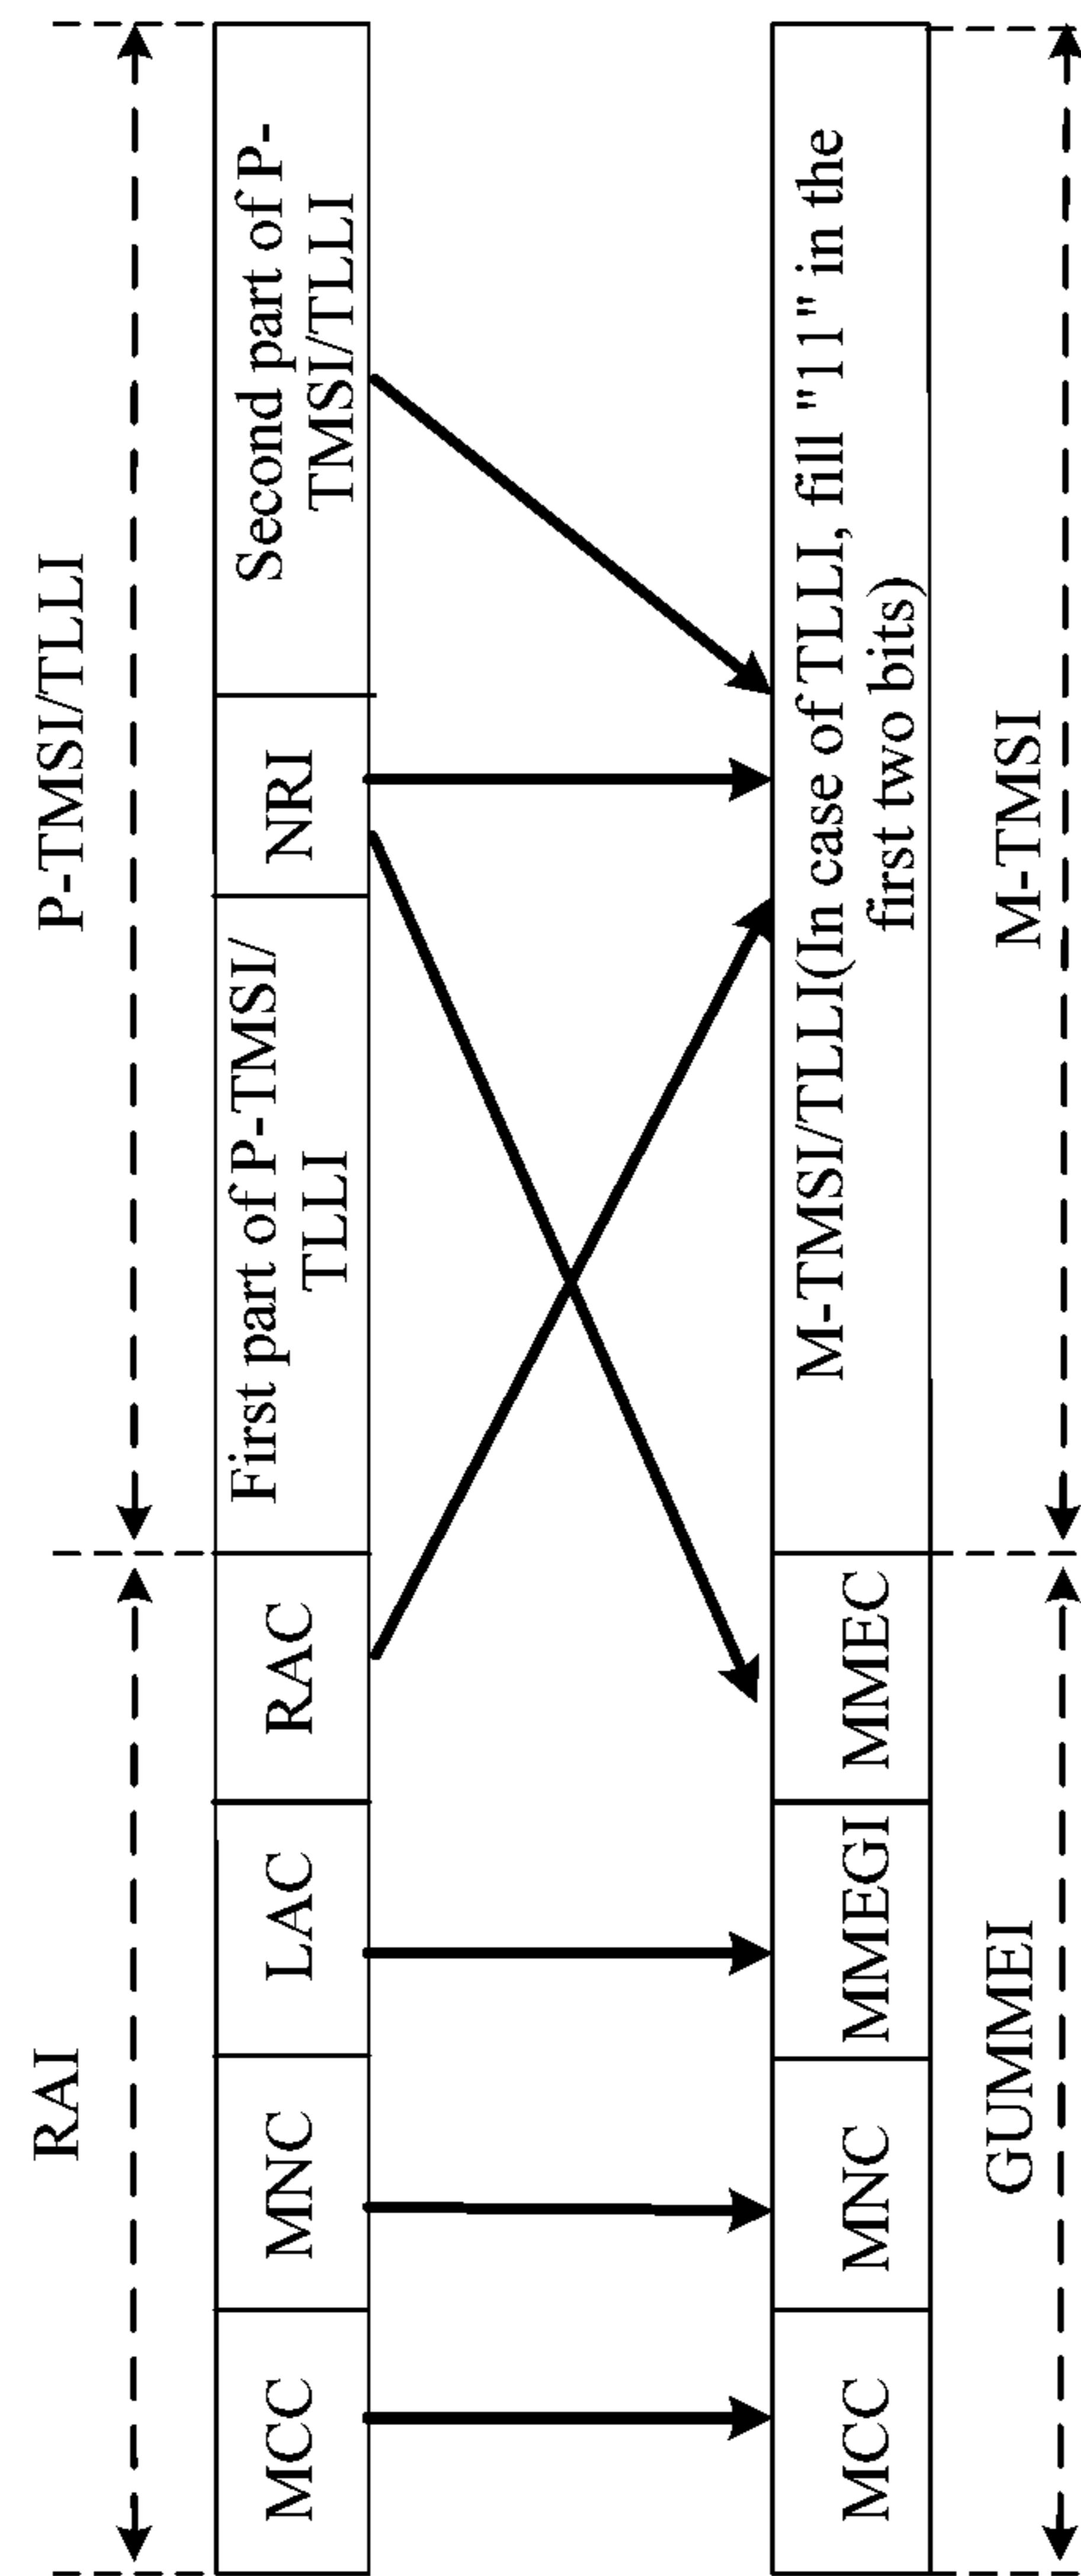 RAI
P-TMSI/TLLI
MCC
MNC
LAC
RAC
First part of P-TMSI/
TLLI
NRI
Second part of P-
TMSI/TLLI
MCC
MNC
MMEGI
MMEC
M-TMSI/TLLI(In case of TLLI, fill "11" in the
first two bits)
GUMMEI
M-TMSI